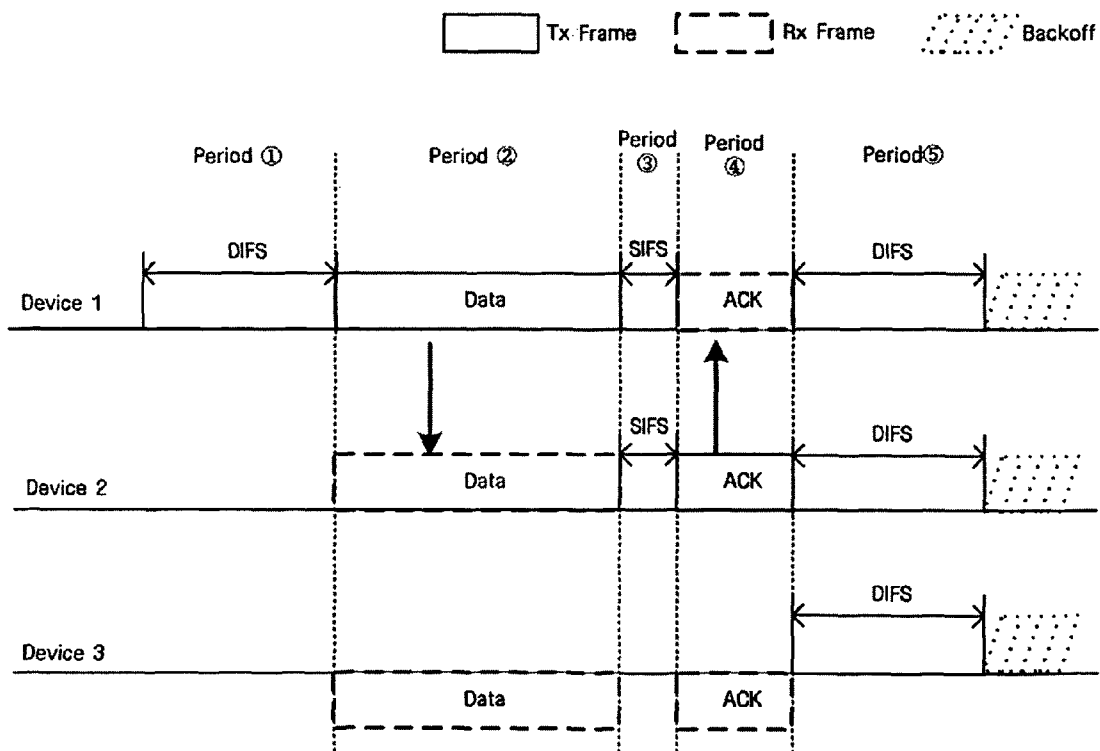 Tx Frame Rx Frame Backoff
Period ① Period ② Period ③ Period ④ Period⑤
DIFS SIFS DIFS
Device 1 Data ACK
SIFS DIFS
Device 2 Data ACK
DIFS
Device 3
Data ACK